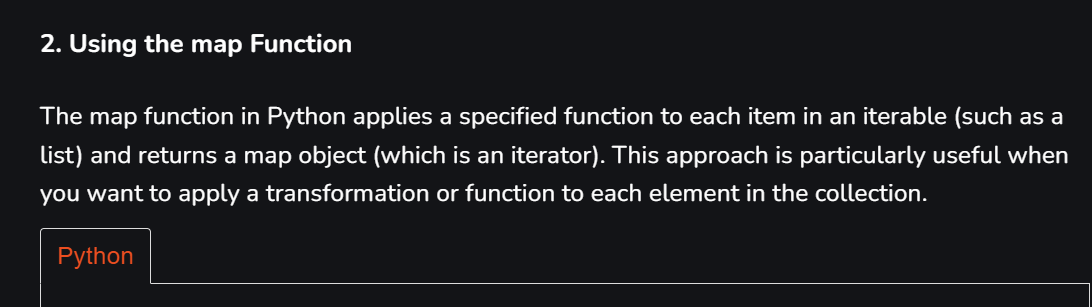 2. Using the map Function
The map function in Python applies a specified function to each item in an iterable (such as a
list) and returns a map object (which is an iterator). This approach is particularly useful when
you want to apply a transformation or function to each element in the collection.
Python